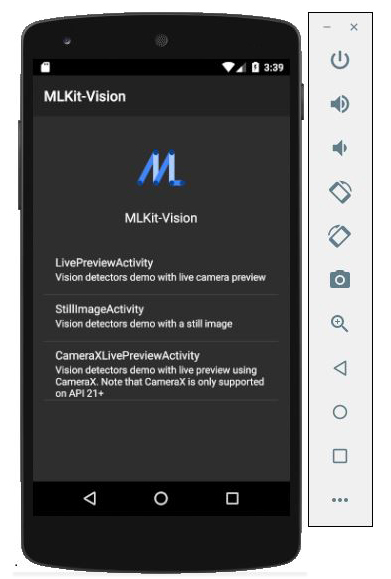 3:39
MLKit-Vision
MLKit-Vision
LivePreviewActivity
Vision detectors demo with live camera preview
StillImageActivity
Vision detectors demo with a still image
CameraXLivePreviewActivity
Vision detectors demo with live preview using
CameraX. Note that CameraX is only supported
on API 21+